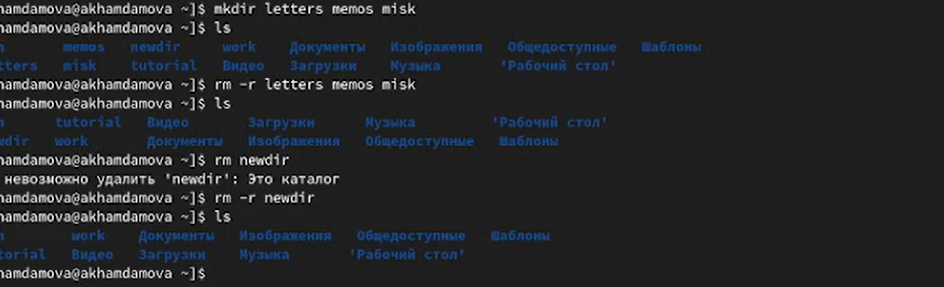 hamdamova@akhamdamova ~]$ mkdir letters memos misk
hamdamova@akhamdamova ~]$ ls
n memos newdir work Документы Изображения Общедоступные Шаблоны
tters misk tutorial Видео Загрузки Музыка 'Рабочий стол'
hamdamova@akhamdamova ~]$ rm -r letters memos misk
hamdamova@akhamdamova ~]$ ls
n tutorial Видео Загрузки Музыка 'Рабочий стол'
wdir work Документы Изображения Общедоступные Шаблоны
hamdamova@akhamdamova ~]$ rm newdir
невозможно удалить 'newdir': Это каталог
hamdamova@akhamdamova ~]$ rm -r newdir
hamdamova@akhamdamova ~]$ ls
n work Документы Изображения Общедоступные Шаблоны
torial Видео Загрузки Музыка 'Рабочий стол'
hamdamova@akhamdamova ~]$